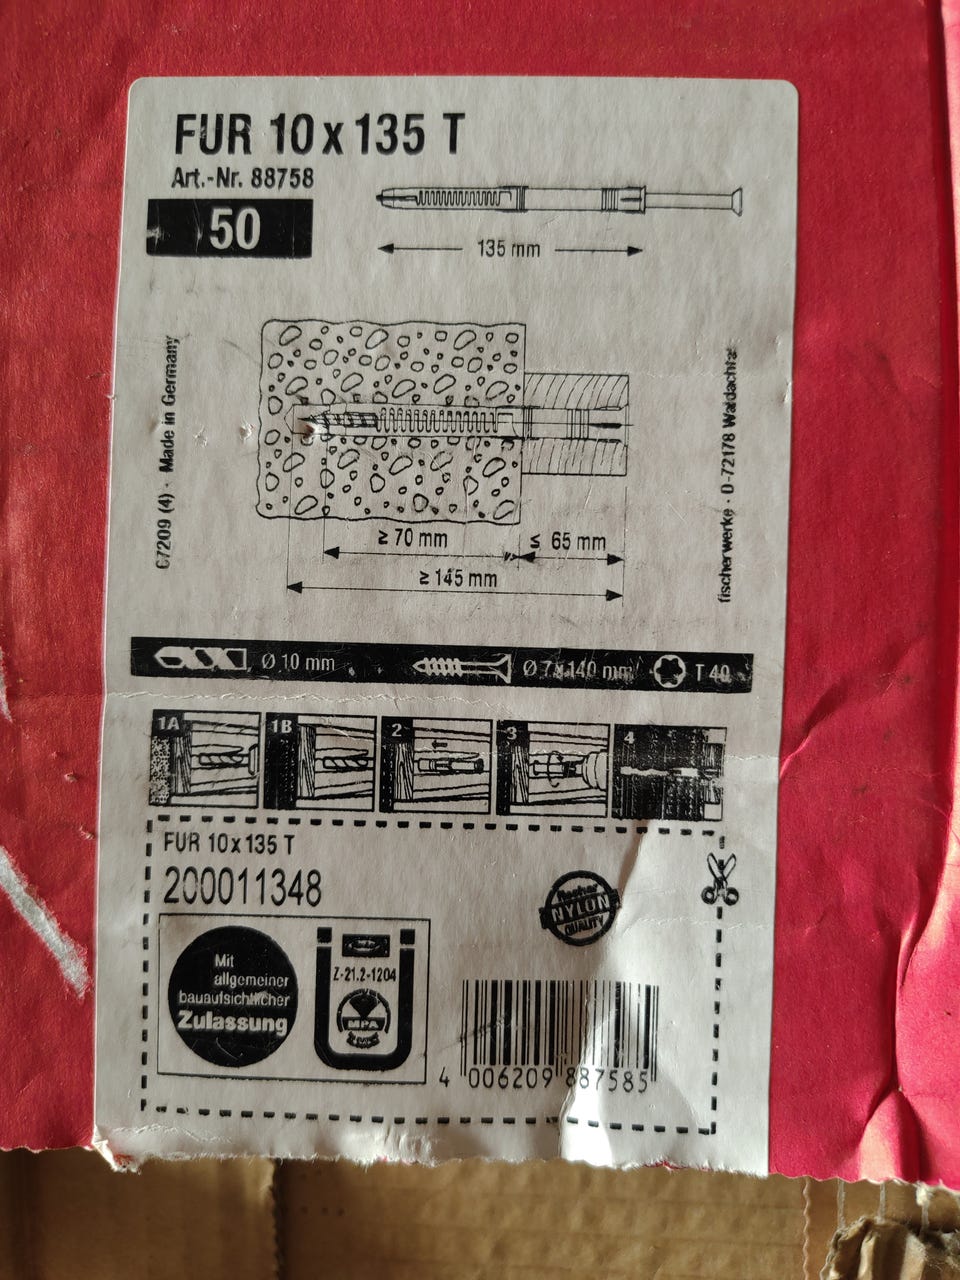 FUR 10 x 135 T
Art.-Nr. 88758
50
135 mm
07209 (4) · Made in Germany
fischerwerke · D-72178 Waldachtal
≥ 70 mm
≤ 65 mm
≥ 145 mm
Ø 10 mm
Ø 7 x 140 mm
T 40
1A
1B
2
3
4
FUR 10 x 135 T
200011348
fischer
NYLON
QUALITY
Mit
allgemeiner
bauaufsichtlicher
Zulassung
Z-21.2-1204
MPA
4 006209 887585